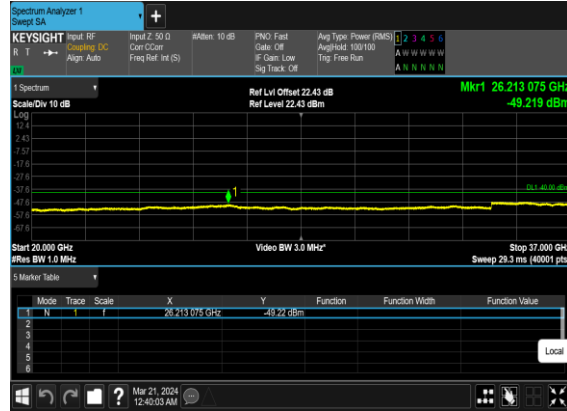 Spectrum Analyzer 1
Swept SA
+
KEYSIGHT Input: RF Input Z: 50 Ω #Atten: 10 dB PNO: Fast Avg Type: Power (RMS) 1 2 3 4 5 6
R T Coupling: DC Corr CCorr Gate: Off Avg|Hold: 100/100 A W W W W W
Align: Auto Freq Ref: Int (S) IF Gain: Low Trig: Free Run
LW Sig Track: Off A N N N N N
1 Spectrum Ref Lvl Offset 22.43 dB Mkr1 26.213 075 GHz
Scale/Div 10 dB Ref Level 22.43 dBm -49.219 dBm
Log
12.4
2.43
-7.57
-17.6
-27.6
-37.6 1 DL1 -40.00 dBm
-47.6
-57.6
-67.6
Start 20.000 GHz Video BW 3.0 MHz* Stop 37.000 GHz
#Res BW 1.0 MHz Sweep 29.3 ms (40001 pts)
5 Marker Table
Mode Trace Scale X Y Function Function Width Function Value
1 N 1 f 26.213 075 GHz -49.22 dBm
2
3
4
5
6
Local
? Mar 21, 2024
12:40:03 AM